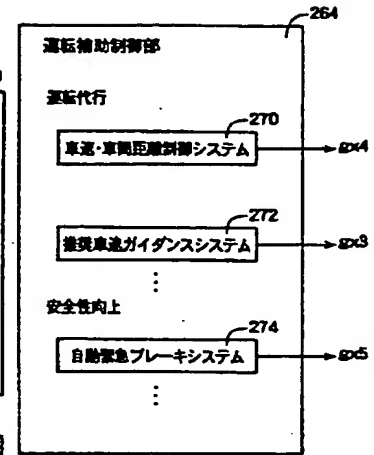 264
運転補助制御部
運転代行
270
車速・車間距離制御システム
gx4
272
推奨車速ガイダンスシステム
gx3
⋮
安全性向上
274
自動緊急ブレーキシステム
gx5
⋮